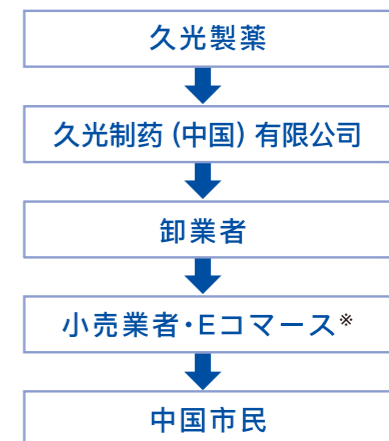 久光製薬
久光制药（中国）有限公司
卸業者
小売業者・Eコマース※
中国市民